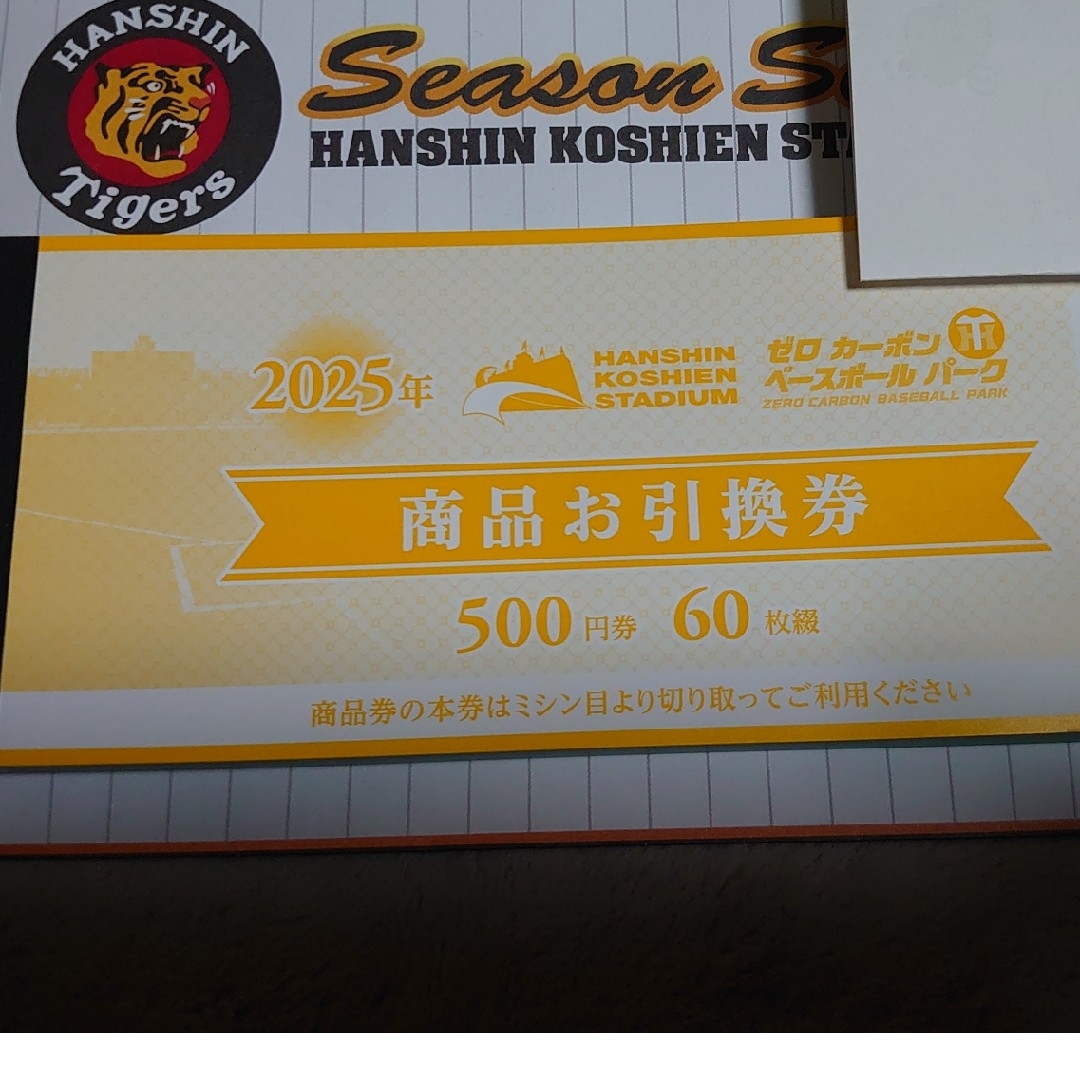 HANSHIN
Tigers
Season
HANSHIN KOSHIEN
2025年
HANSHIN
KOSHIEN
STADIUM
ゼロ カーボン
ベースボール パーク
ZERO CARBON BASEBALL PARK
商品お引換券
500円券 60枚綴
商品券の本券はミシン目より切り取ってご利用ください